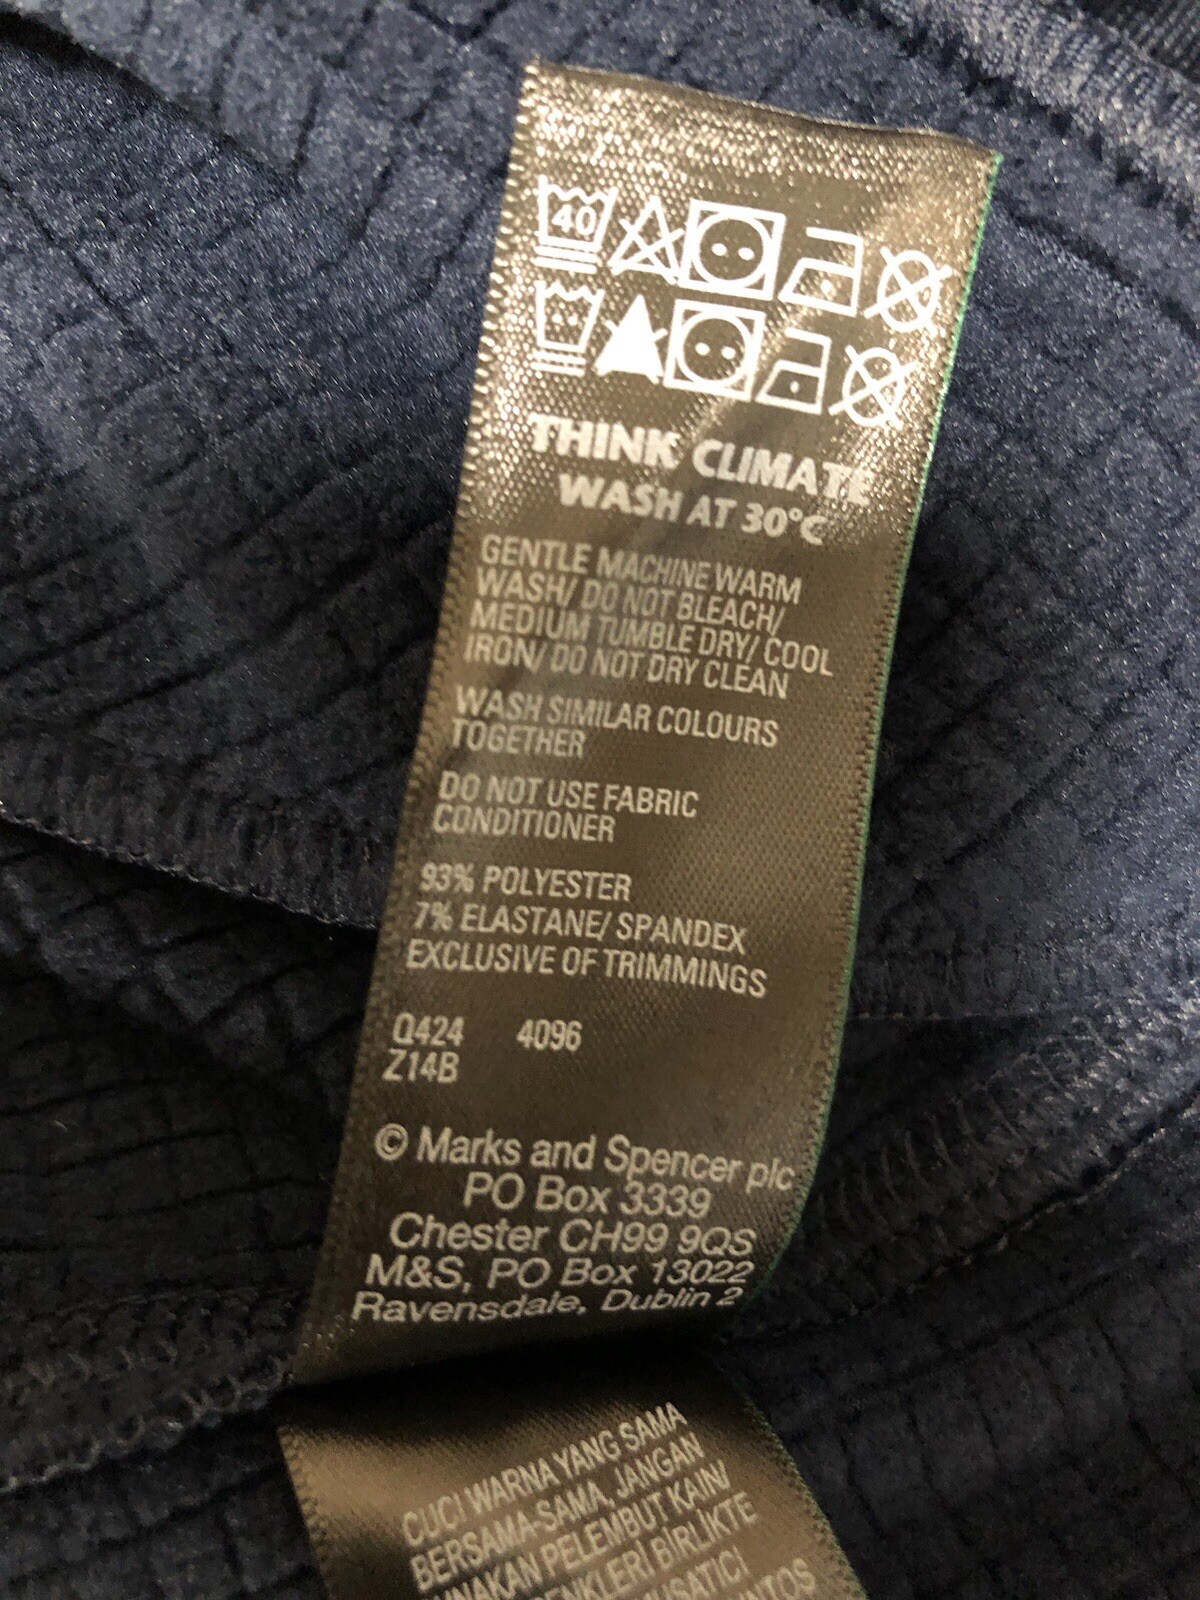 40
THINK CLIMATE
WASH AT 30°C
GENTLE MACHINE WARM
WASH/ DO NOT BLEACH/
MEDIUM TUMBLE DRY/ COOL
IRON/ DO NOT DRY CLEAN
WASH SIMILAR COLOURS
TOGETHER
DO NOT USE FABRIC
CONDITIONER
93% POLYESTER
7% ELASTANE/ SPANDEX
EXCLUSIVE OF TRIMMINGS
Q424 4096
Z14B
© Marks and Spencer plc
PO Box 3339
Chester CH99 9QS
M&S, PO Box 13022
Ravensdale, Dublin 2
CUCI WARNA YANG SAMA
BERSAMA-SAMA, JANGAN
PELEMBUT KAIN/
BİRLİKTE